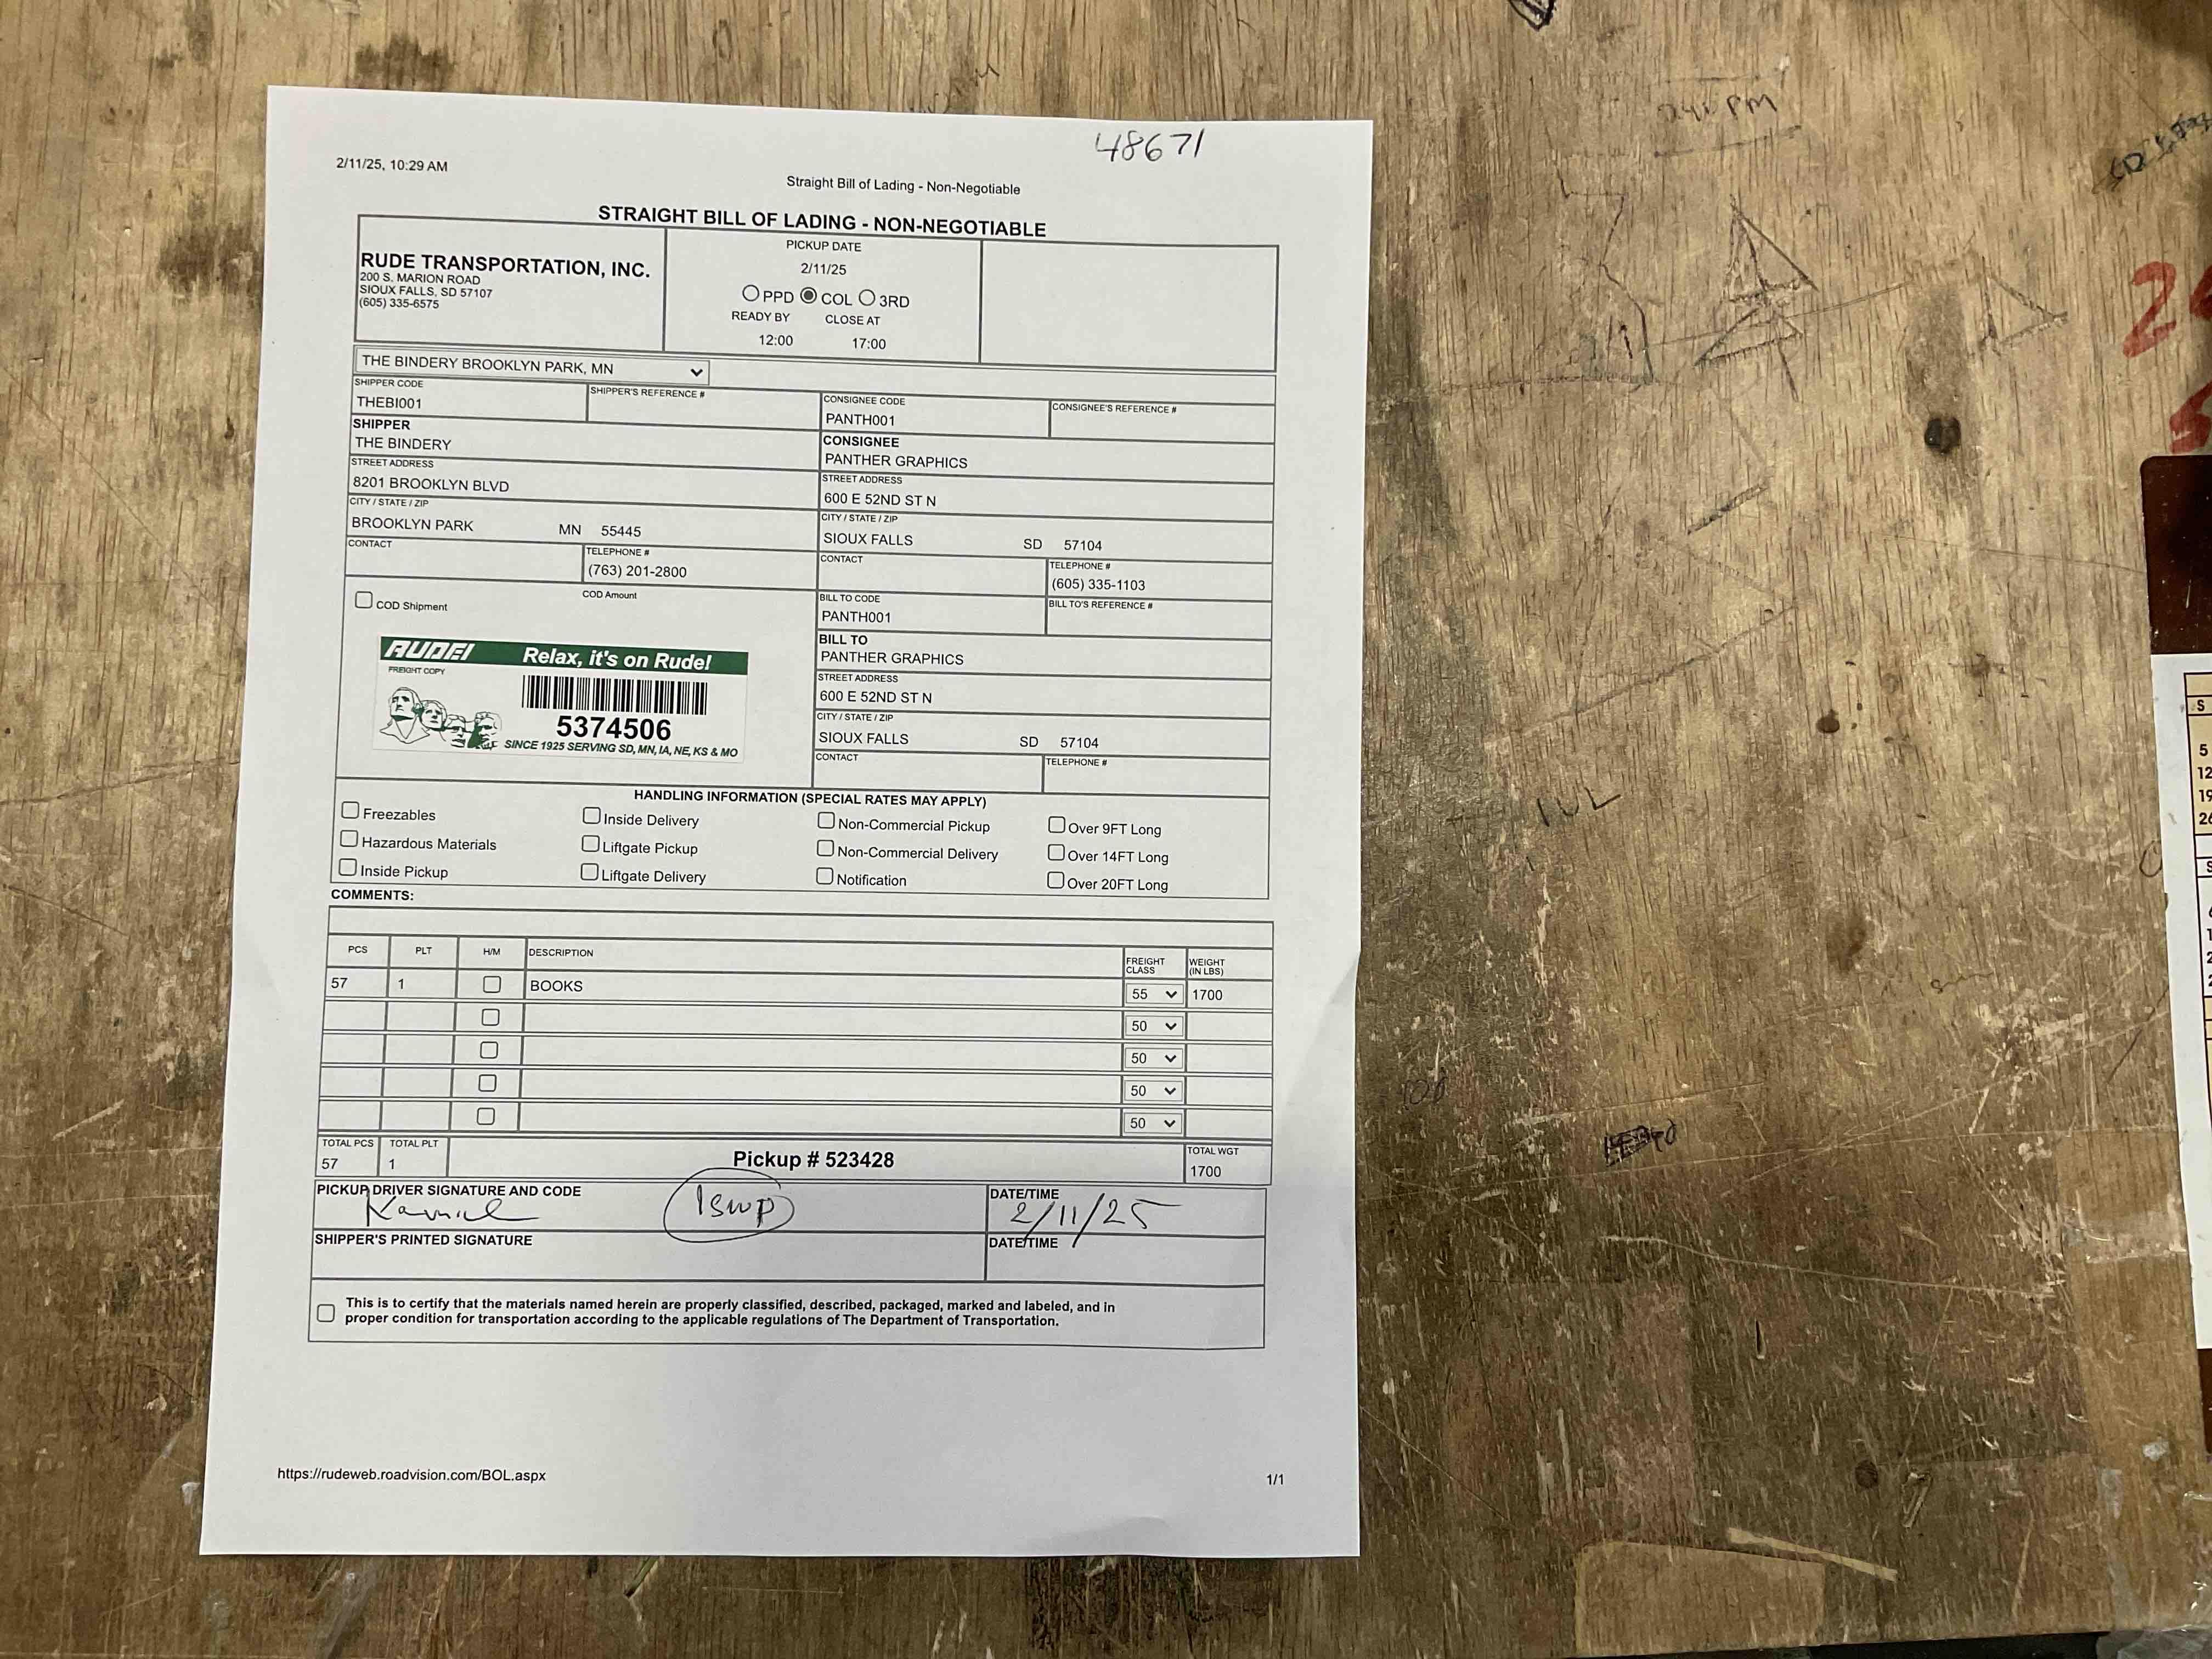 48671
2/11/25, 10:29 AM
Straight Bill of Lading - Non-Negotiable
STRAIGHT BILL OF LADING - NON-NEGOTIABLE
RUDE TRANSPORTATION, INC.
200 S. MARION ROAD
SIOUX FALLS, SD 57107
(605) 335-6575
PICKUP DATE
2/11/25
PPD COL 3RD
READY BY CLOSE AT
12:00 17:00
THE BINDERY BROOKLYN PARK, MN
SHIPPER CODE SHIPPER'S REFERENCE #
THEBI001
SHIPPER
THE BINDERY
STREET ADDRESS
8201 BROOKLYN BLVD
CITY / STATE / ZIP
BROOKLYN PARK MN 55445
CONTACT TELEPHONE #
(763) 201-2800
CONSIGNEE CODE CONSIGNEE'S REFERENCE #
PANTH001
CONSIGNEE
PANTHER GRAPHICS
STREET ADDRESS
600 E 52ND ST N
CITY / STATE / ZIP
SIOUX FALLS SD 57104
CONTACT TELEPHONE #
(605) 335-1103
COD Shipment COD Amount
RUDE! Relax, it's on Rude!
FREIGHT COPY
5374506
SINCE 1925 SERVING SD, MN, IA, NE, KS & MO
BILL TO CODE BILL TO'S REFERENCE #
PANTH001
BILL TO
PANTHER GRAPHICS
STREET ADDRESS
600 E 52ND ST N
CITY / STATE / ZIP
SIOUX FALLS SD 57104
CONTACT TELEPHONE #
HANDLING INFORMATION (SPECIAL RATES MAY APPLY)
Freezables Inside Delivery Non-Commercial Pickup Over 9FT Long
Hazardous Materials Liftgate Pickup Non-Commercial Delivery Over 14FT Long
Inside Pickup Liftgate Delivery Notification Over 20FT Long
COMMENTS:
PCS PLT H/M DESCRIPTION FREIGHT CLASS WEIGHT (IN LBS)
57 1 BOOKS 55 1700
50
50
50
50
TOTAL PCS TOTAL PLT TOTAL WGT
57 1 Pickup # 523428 1700
PICKUP DRIVER SIGNATURE AND CODE DATE/TIME
2/11/25
SHIPPER'S PRINTED SIGNATURE DATE/TIME
This is to certify that the materials named herein are properly classified, described, packaged, marked and labeled, and in
proper condition for transportation according to the applicable regulations of The Department of Transportation.
https://rudeweb.roadvision.com/BOL.aspx 1/1